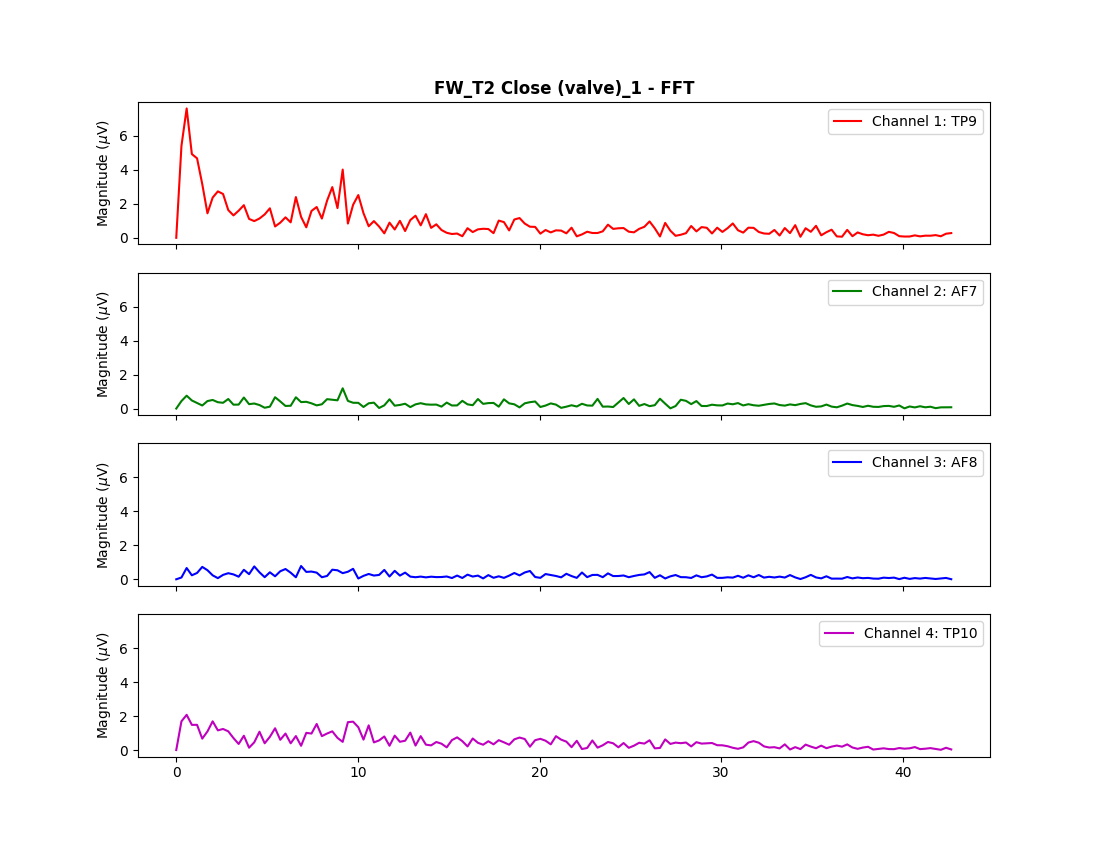 FW_T2 Close (valve)_1 - FFT
Magnitude (μV)
6
4
2
0
Channel 1: TP9
Magnitude (μV)
6
4
2
0
Channel 2: AF7
Magnitude (μV)
6
4
2
0
Channel 3: AF8
Magnitude (μV)
6
4
2
0
Channel 4: TP10
0 10 20 30 40